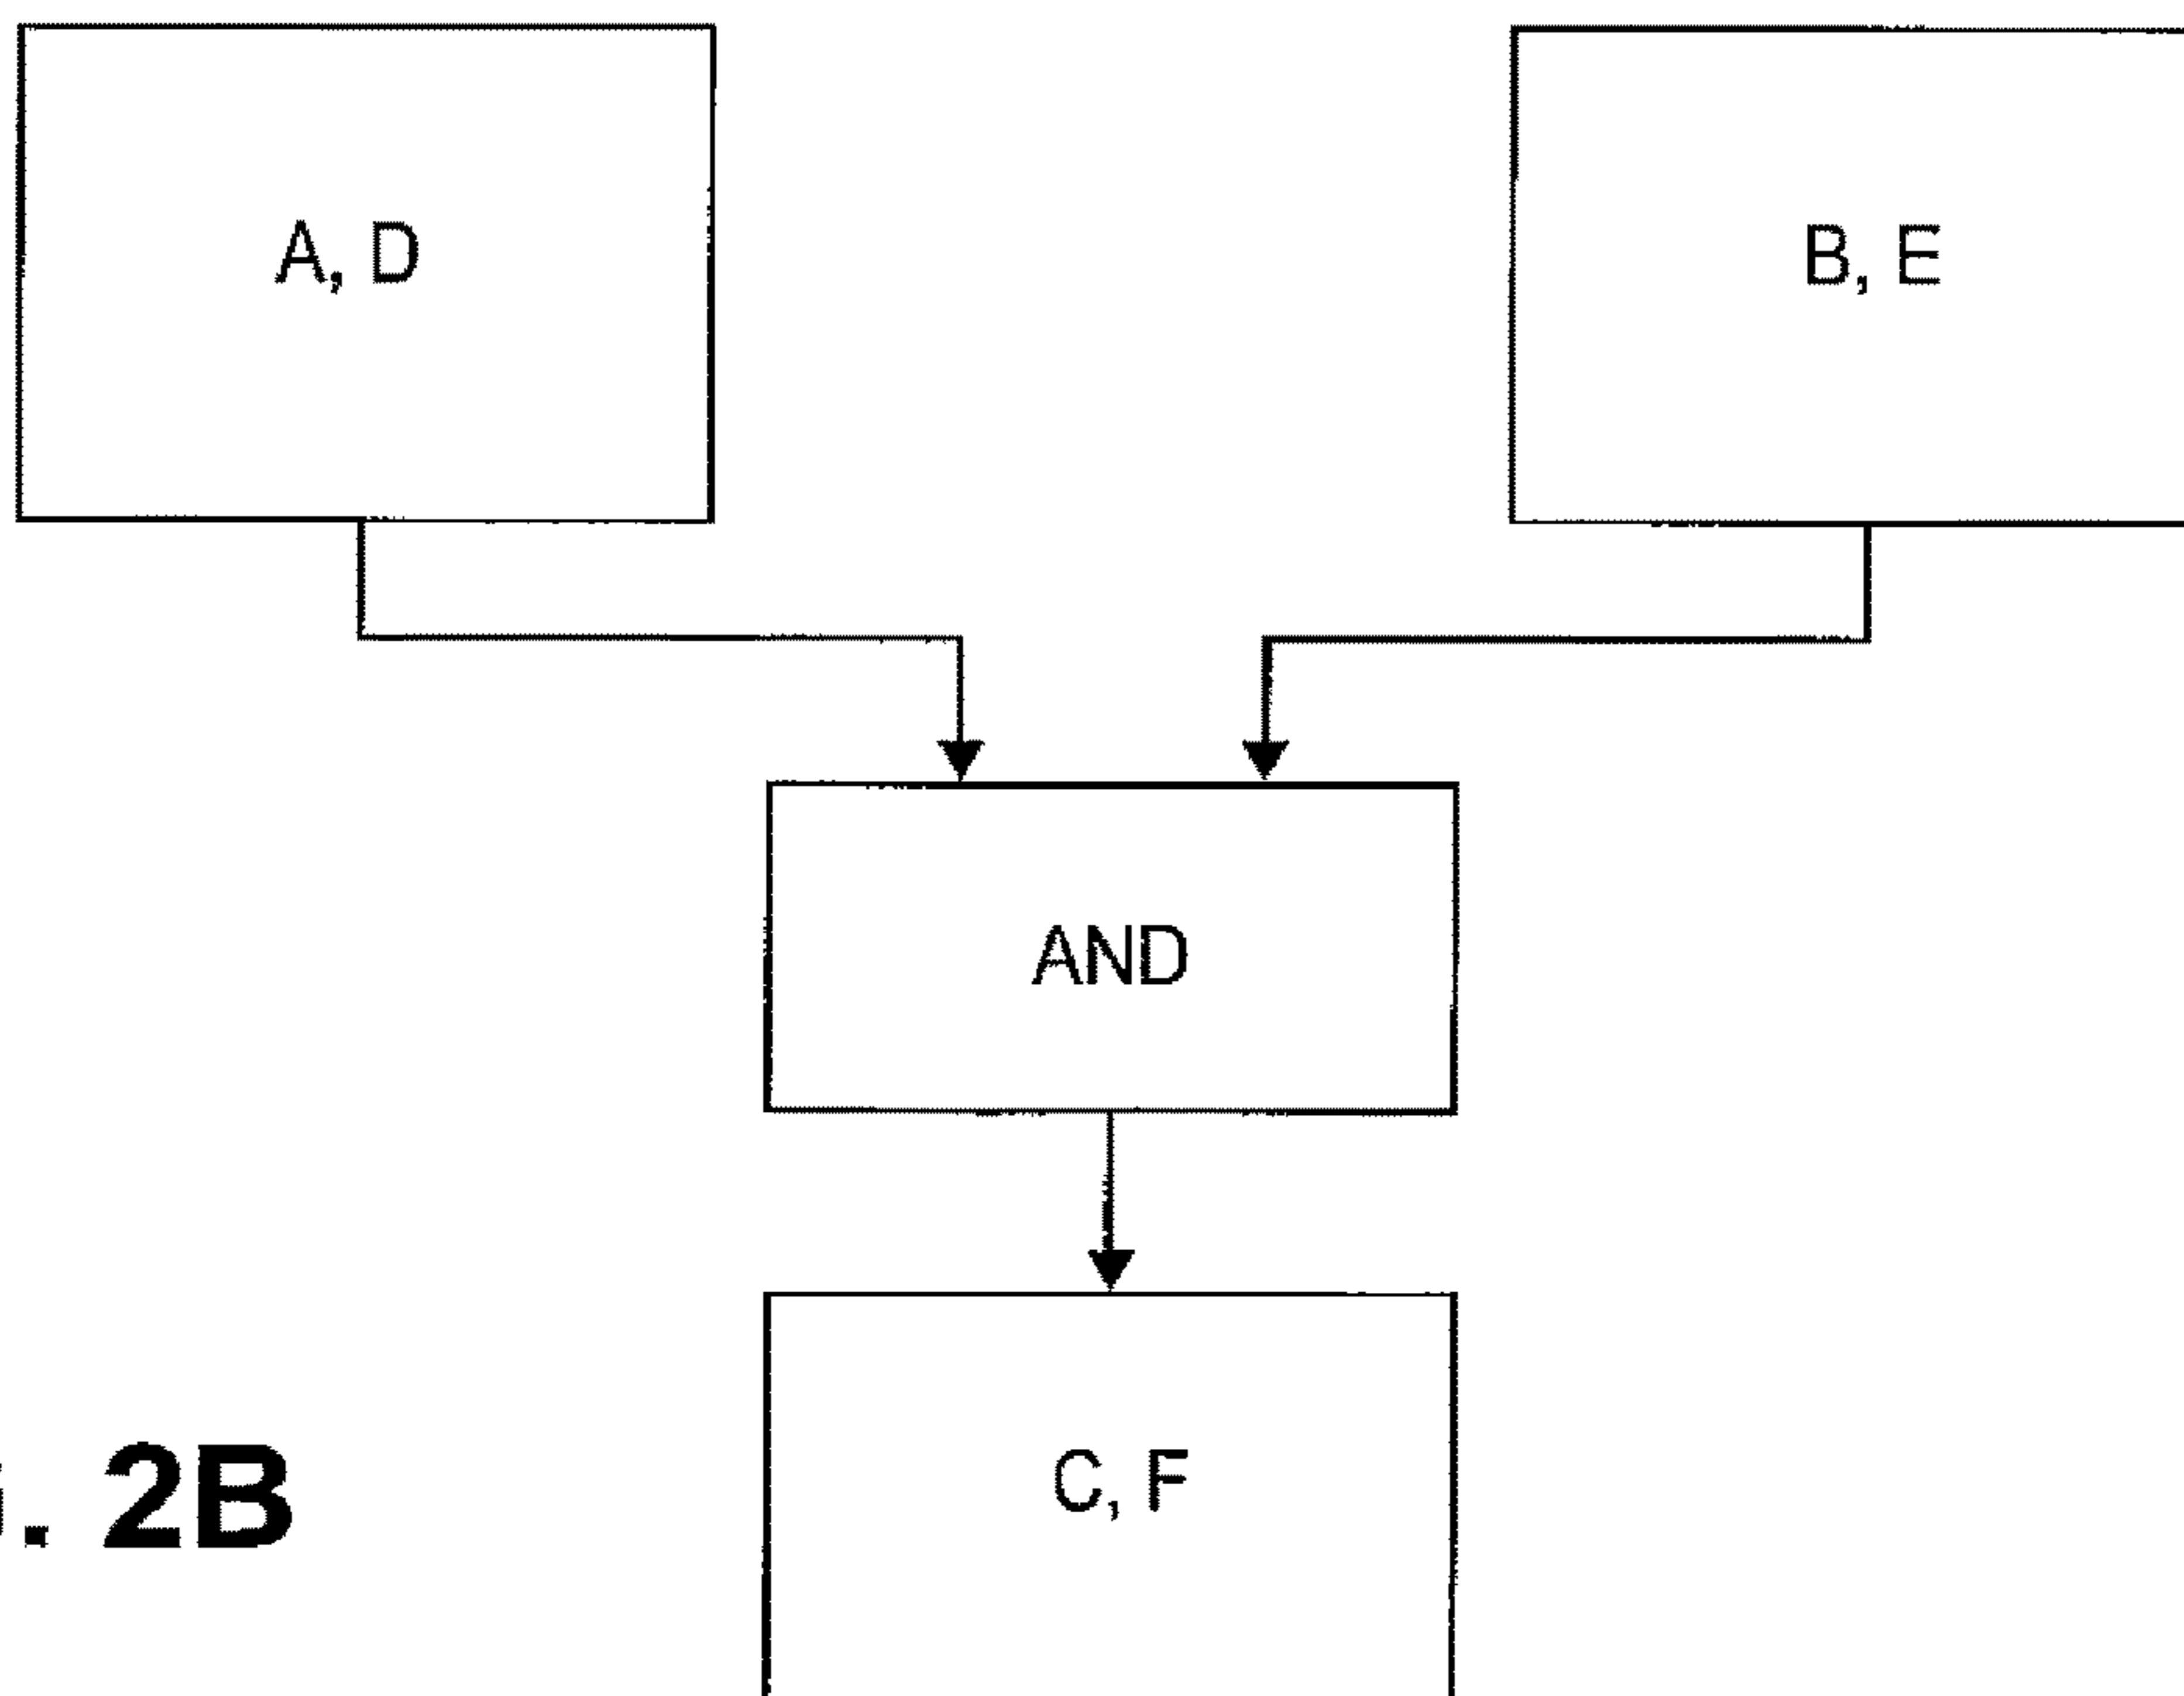 A, D
B, E
AND
C, F
. 2B